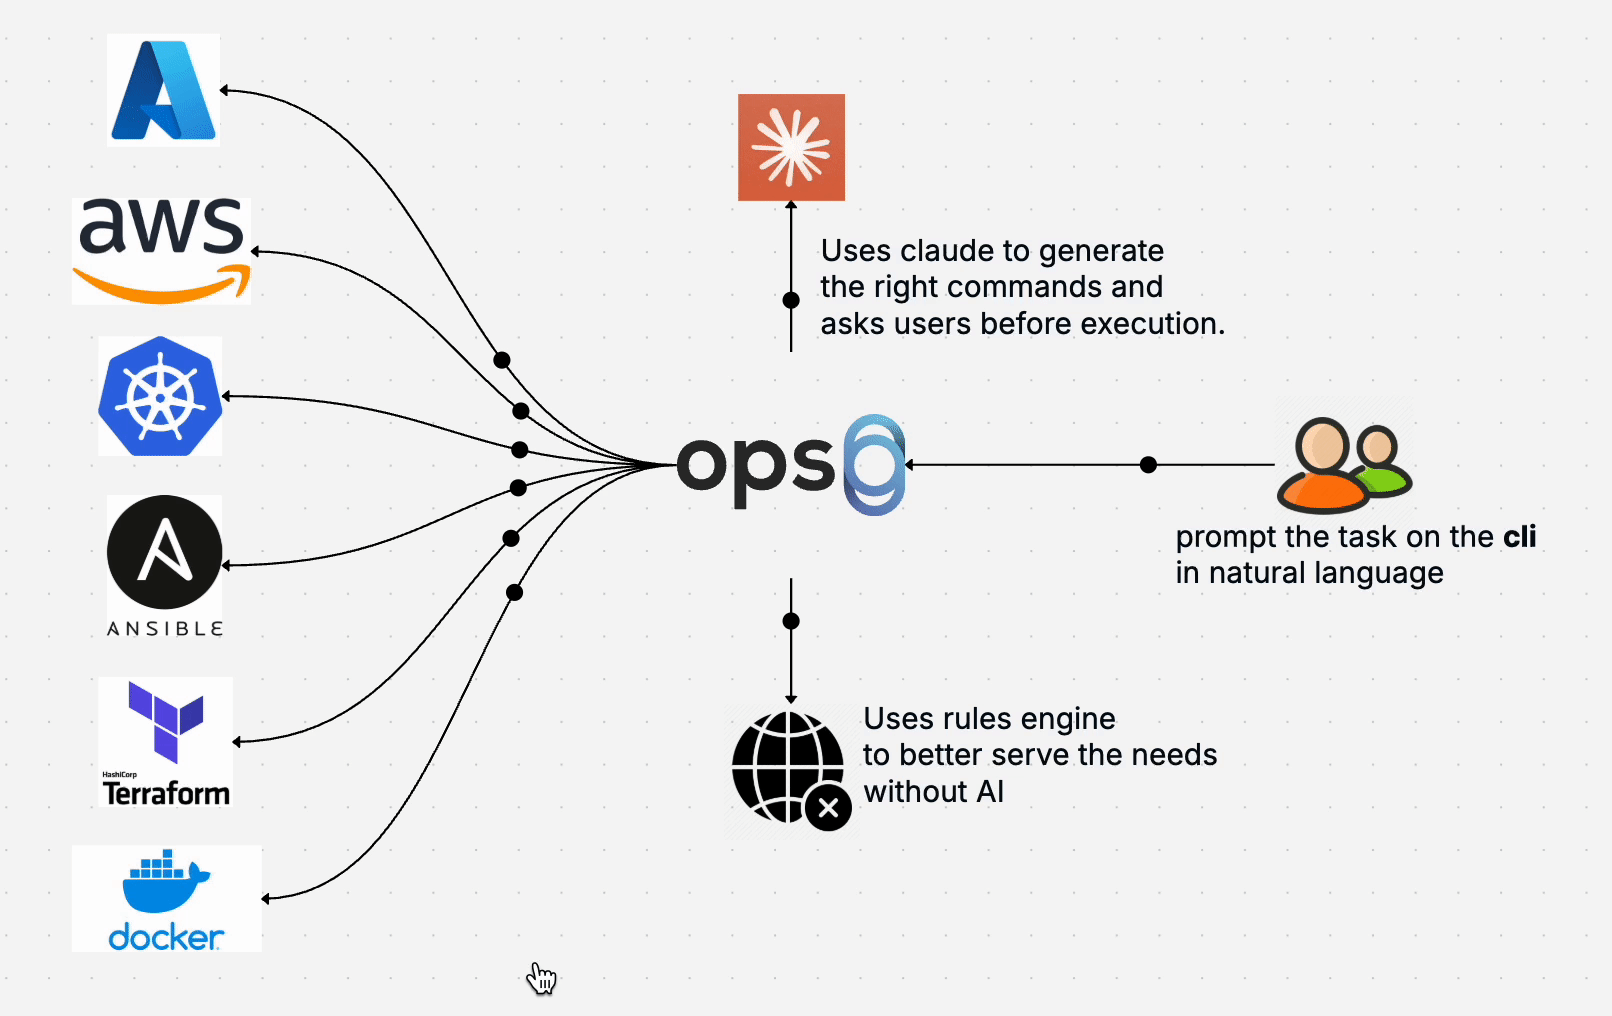 aws
Uses claude to generate
the right commands and
asks users before execution.
ops
prompt the task on the cli
in natural language
ANSIBLE
HashiCorp
Terraform
Uses rules engine
to better serve the needs
without AI
docker